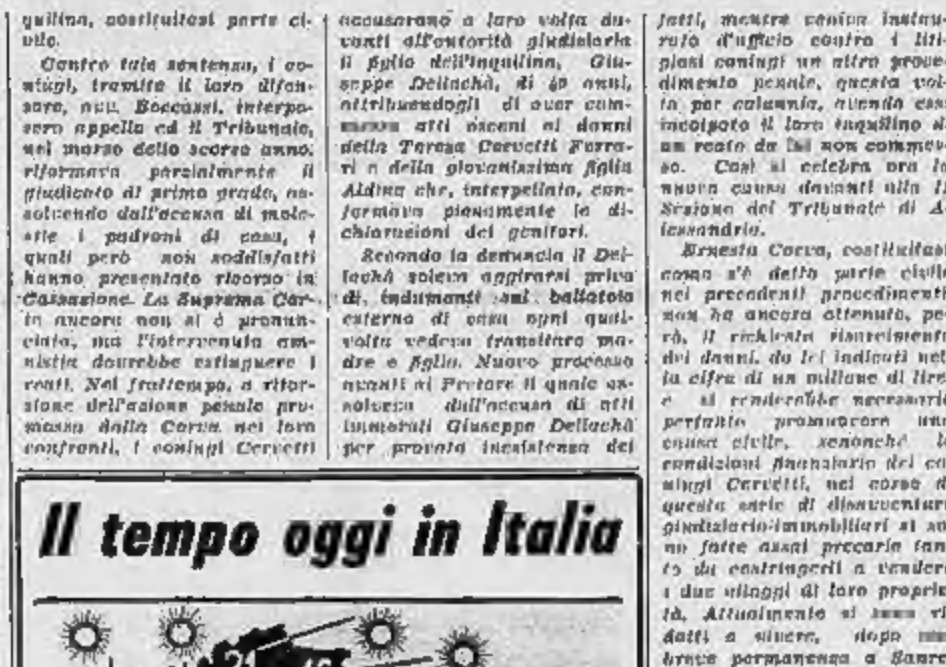 quilino, costituitosi parte ci-
vile.
Contro tale sentenza, i co-
niugi, tramite il loro difen-
sore, avv. Boccassi, interpo-
sero appello ed il Tribunale,
nel marzo dello scorso anno,
riformava parzialmente il
giudicato di primo grado, as-
solvendo dall'accusa di mole-
stie i padroni di casa, i
quali però non soddisfatti
hanno presentato ricorso in
Cassazione. La Suprema Cor-
te ancora non si è pronun-
ciata, ma l'intervenuta am-
nistia dovrebbe estinguere i
reati. Nel frattempo, a ritor-
sione dell'azione penale pro-
mossa dalla Corva nei loro
confronti, i coniugi Cervetti
accusarono a loro volta da-
vanti all'autorità giudiziaria
il figlio dell'inquilina, Giu-
seppe Dellachà, di anni,
attribuendogli di aver com-
messo atti osceni ai danni
della Teresa Cervetti Ferra-
ri e della giovanissima figlia
Aldina che, interpellata, con-
fermava pienamente le di-
chiarazioni dei genitori.
Secondo la denuncia il Del-
lachà soleva aggirarsi privo
di indumenti sul ballatoio
esterno di casa ogni qual-
volta vedeva transitare ma-
dre e figlia. Nuovo processo
avanti al Pretore il quale as-
solveva dall'accusa di atti
immorali Giuseppe Dellachà
per provata inesistenza dei
fatti, mentre veniva instau-
rato d'ufficio contro i liti-
giosi coniugi un altro proce-
dimento penale, questa vol-
ta per calunnia, avendo essi
incolpato il loro inquilino di
un reato da lui non commes-
so. Così si celebra ora la
nuova causa davanti alla II
Sezione del Tribunale di A-
lessandria.
Ernesta Corva, costituitasi
come s'è detto parte civile
nei precedenti procedimenti
non ha ancora ottenuto, pe-
rò, il richiesto risarcimento
dei danni, da lei indicati nel-
la cifra di un milione di lire
e si renderebbe necessario
pertanto promuovere una
causa civile, senonché le
condizioni finanziarie dei co-
niugi Cervetti, nel corso di
questa serie di disavventure
giudiziario-immobiliari si so-
no fatte assai precarie tan-
to da costringerli a vendere
i due alloggi di loro proprie-
tà. Attualmente si sono ri-
dotti a vivere, dopo una
breve permanenza a Sanre-
Il tempo oggi in Italia